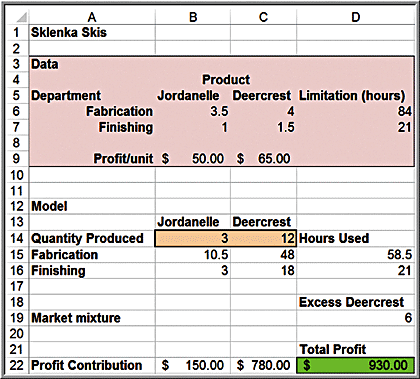 A B C D
1 Sklenka Skis
2
3 Data
4 Product
5 Department Jordanelle Deercrest Limitation (hours)
6 Fabrication 3.5 4 84
7 Finishing 1 1.5 21
8
9 Profit/unit $ 50.00 $ 65.00
10
11
12 Model
13 Jordanelle Deercrest
14 Quantity Produced 3 12 Hours Used
15 Fabrication 10.5 48 58.5
16 Finishing 3 18 21
17
18 Excess Deercrest
19 Market mixture 6
20
21 Total Profit
22 Profit Contribution $ 150.00 $ 780.00 $ 930.00